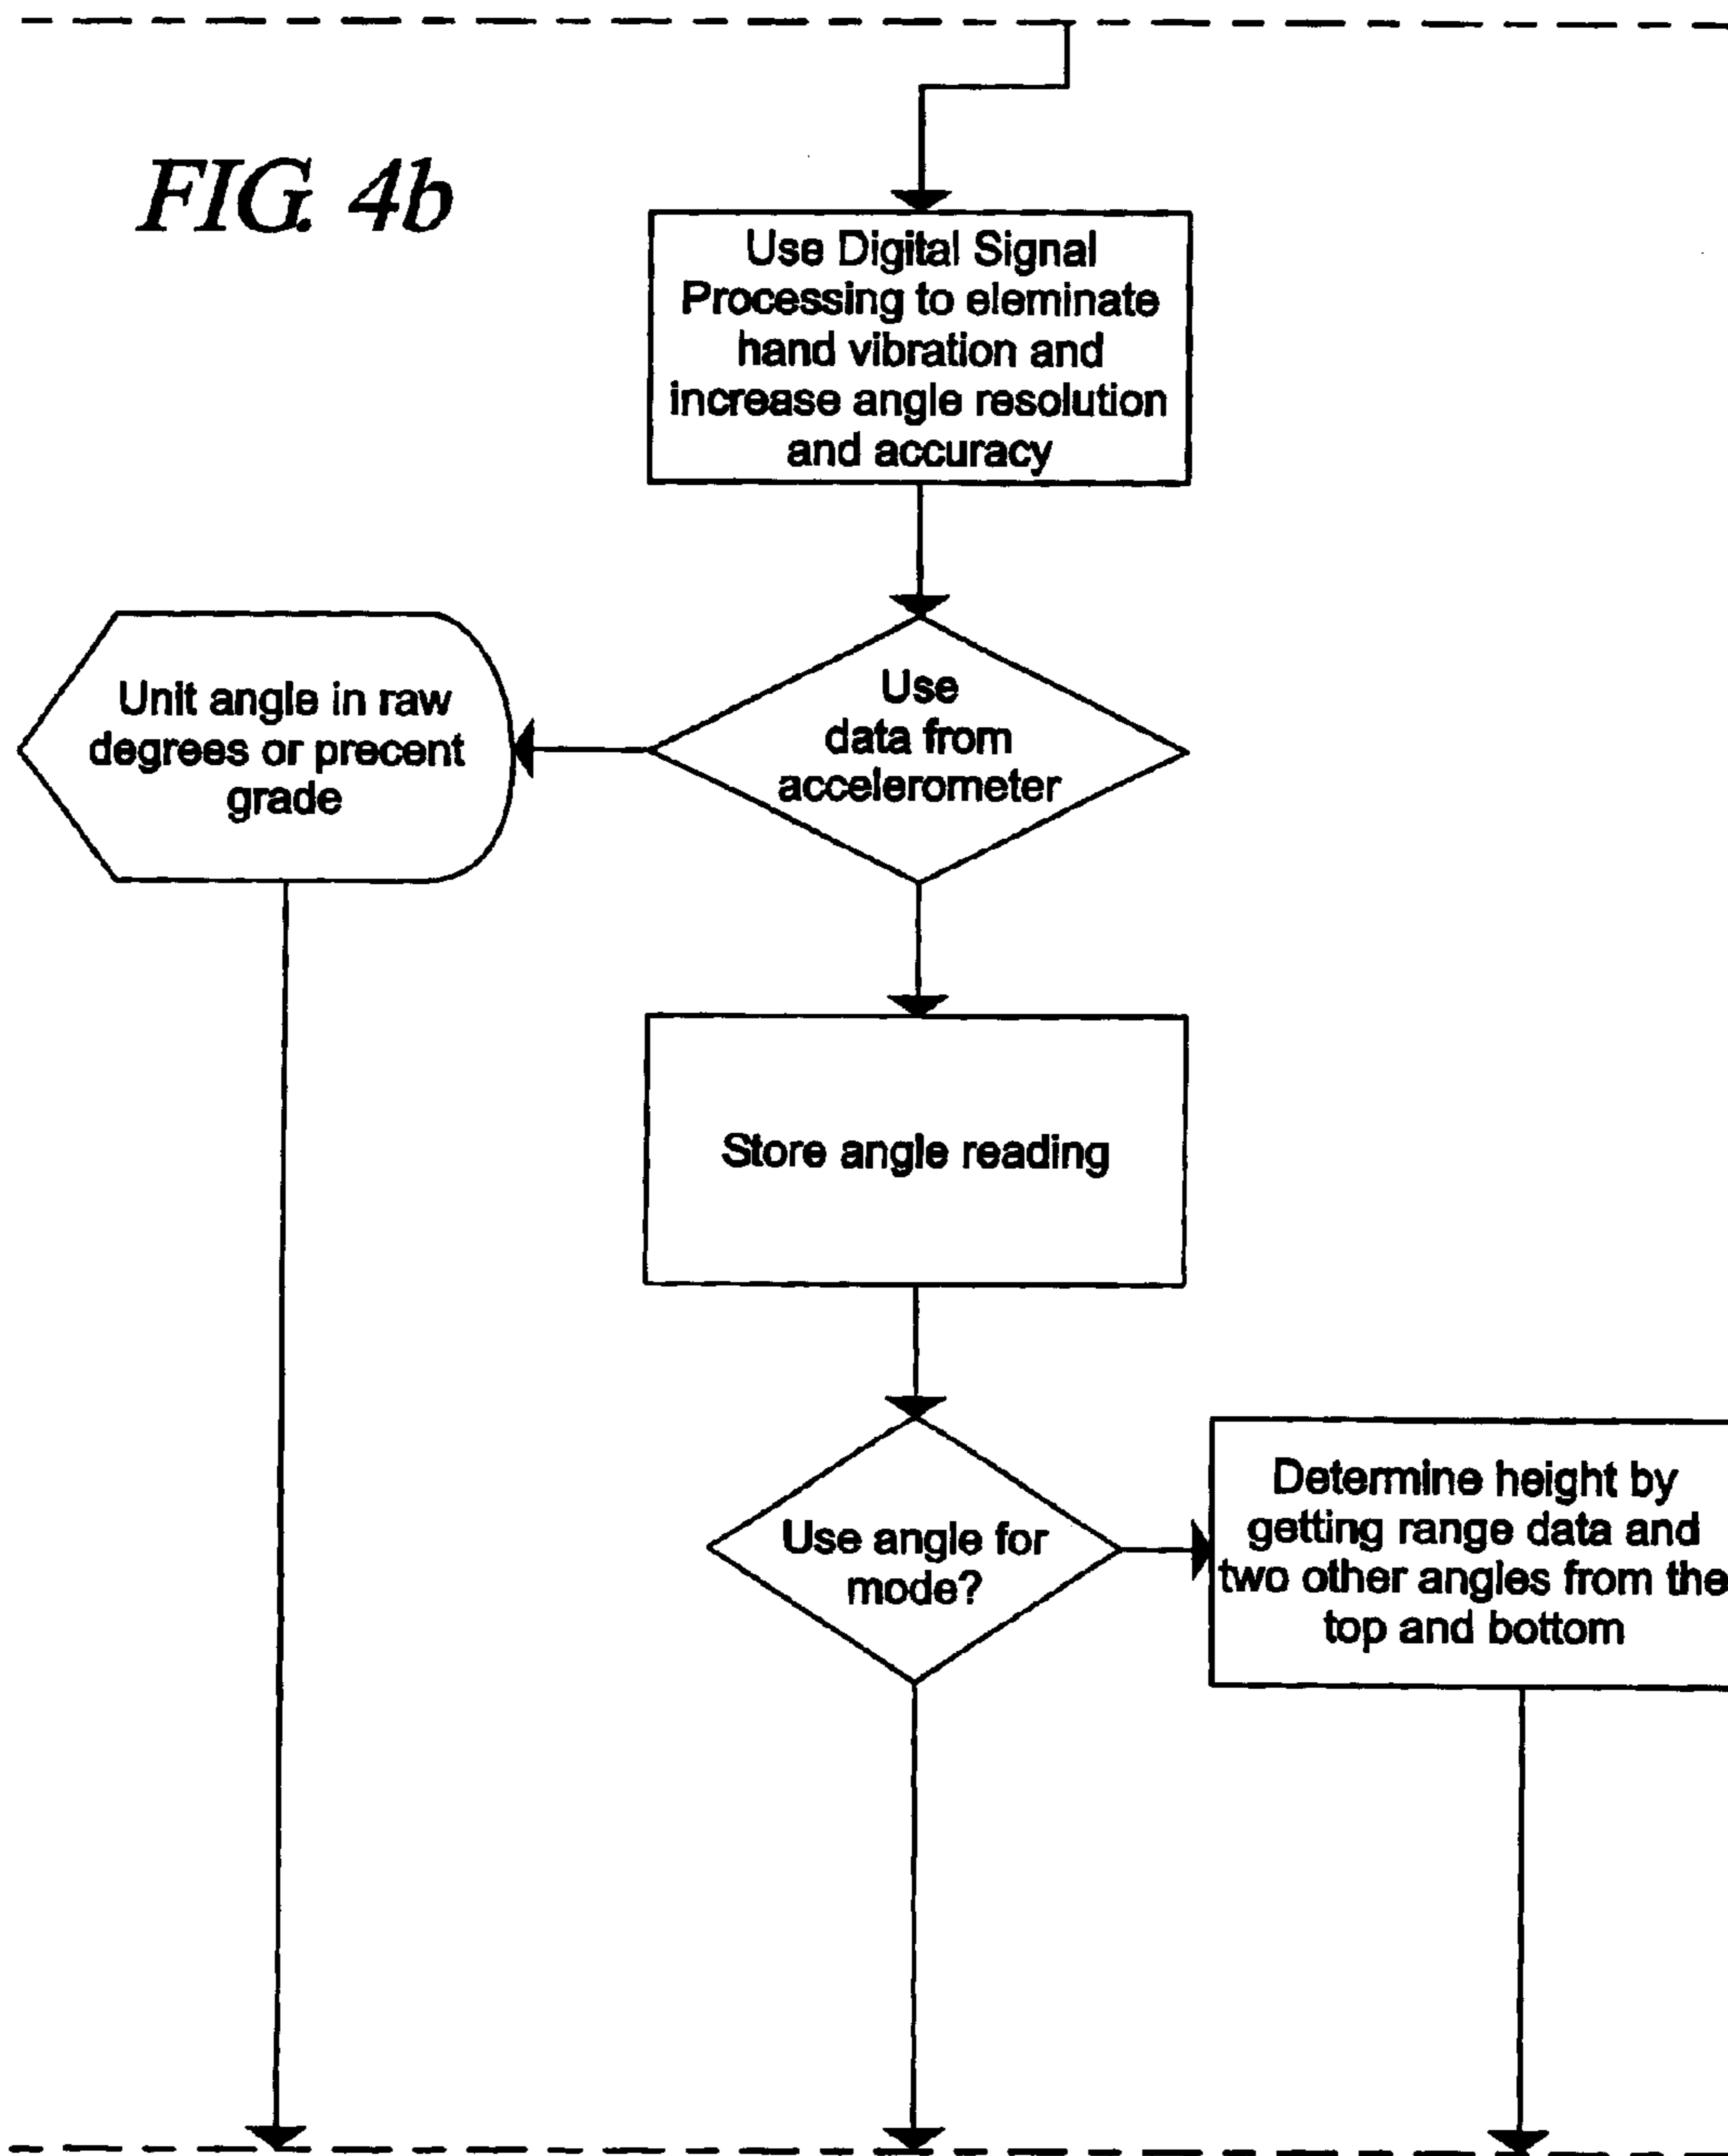 FIG. 4b
Use Digital Signal
Processing to eleminate
hand vibration and
increase angle resolution
and accuracy
Unit angle in raw
degrees or precent
grade
Use
data from
accelerometer
Store angle reading
Use angle for
mode?
Determine height by
getting range data and
two other angles from the
top and bottom